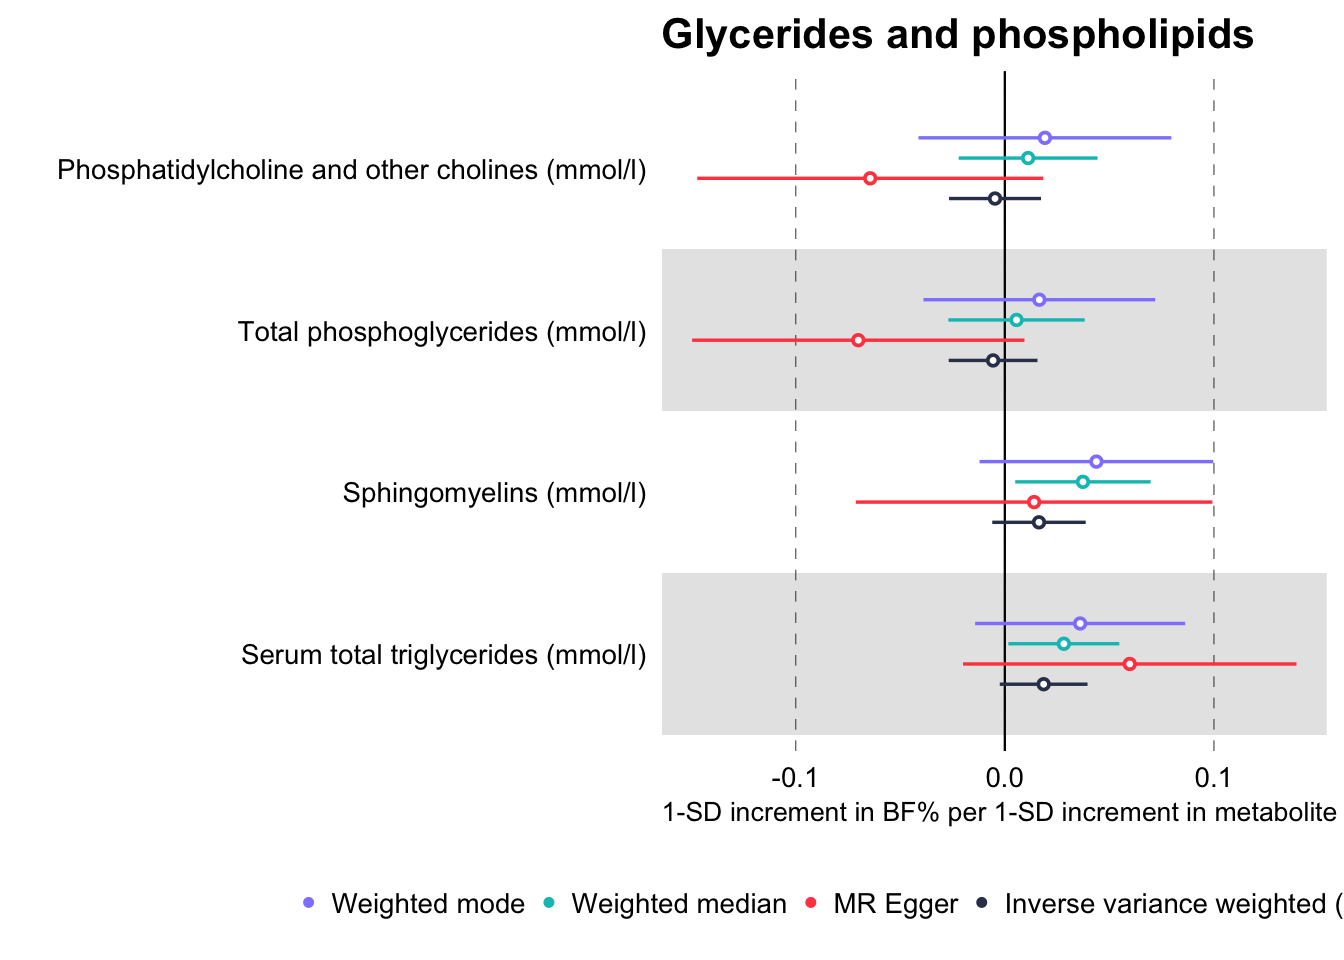 Glycerides and phospholipids
Phosphatidylcholine and other cholines (mmol/l)
Total phosphoglycerides (mmol/l)
Sphingomyelins (mmol/l)
Serum total triglycerides (mmol/l)
-0.1 0.0 0.1
1-SD increment in BF% per 1-SD increment in metabolite
Weighted mode Weighted median MR Egger Inverse variance weighted (